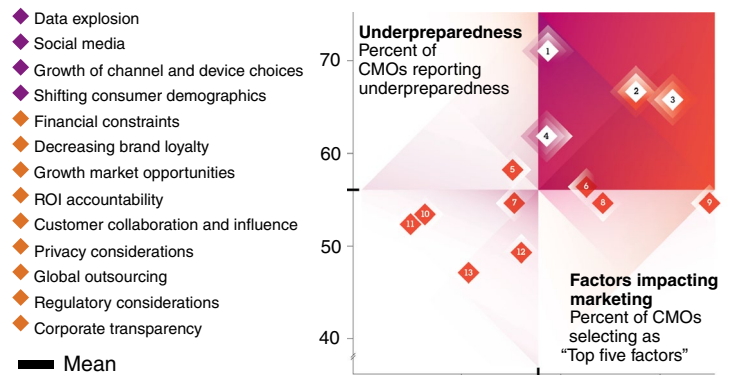 Data explosion
Social media
Growth of channel and device choices
Shifting consumer demographics
Financial constraints
Decreasing brand loyalty
Growth market opportunities
ROI accountability
Customer collaboration and influence
Privacy considerations
Global outsourcing
Regulatory considerations
Corporate transparency
Mean
Underpreparedness
Percent of
CMOs reporting
underpreparedness
70
60
50
40
1
2
3
4
5
6
7
8
9
10
11
12
13
Factors impacting
marketing
Percent of CMOs
selecting as
“Top five factors”